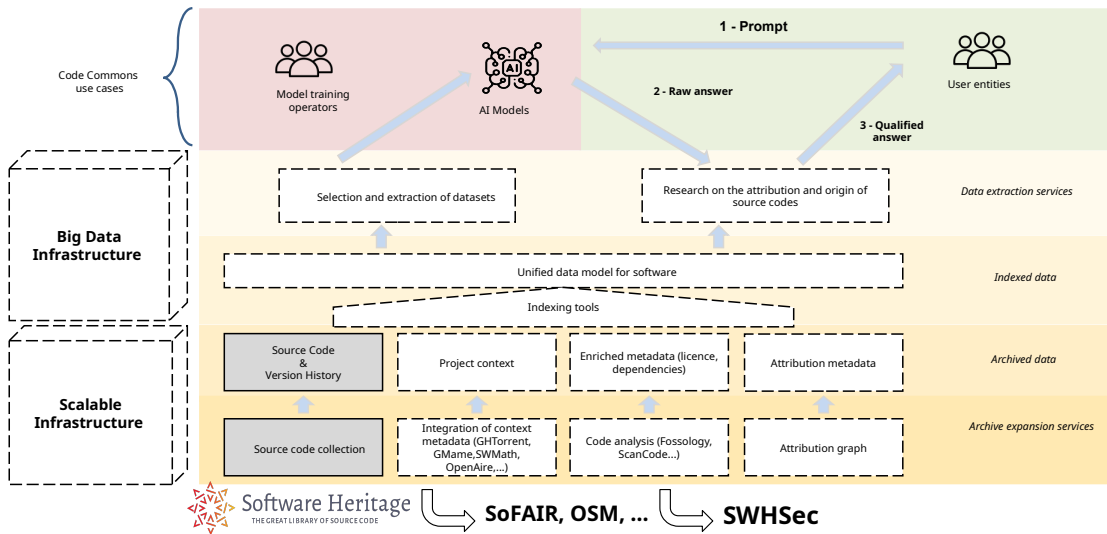 1 - Prompt
Code Commons
use cases
Model training
operators
AI
AI Models
2 - Raw answer
User entities
3 - Qualified
answer
Selection and extraction of datasets
Research on the attribution and origin of
source codes
Data extraction services
Big Data
Infrastructure
Unified data model for software
Indexed data
Indexing tools
Source Code
&
Version History
Project context
Enriched metadata (licence,
dependencies)
Attribution metadata
Archived data
Scalable
Infrastructure
Source code collection
Integration of context
metadata (GHTorrent,
GMame,SWMath,
OpenAire,...)
Code analysis (Fossology,
ScanCode...)
Attribution graph
Archive expansion services
Software Heritage
THE GREAT LIBRARY OF SOURCE CODE
SoFAIR, OSM, ...
SWHSec